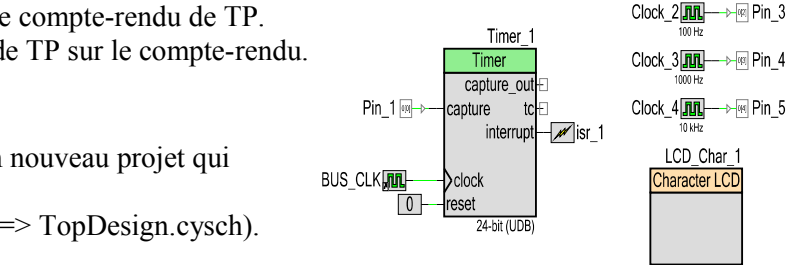 e compte-rendu de TP.
de TP sur le compte-rendu.
nouveau projet qui
=> TopDesign.cysch).
Timer_1
Timer
capture_out
Pin_1
capture
tc
interrupt
isr_1
BUS_CLK
clock
0
reset
24-bit (UDB)
Clock_2
Pin_3
100 Hz
Clock_3
Pin_4
1000 Hz
Clock_4
Pin_5
10 kHz
LCD_Char_1
Character LCD